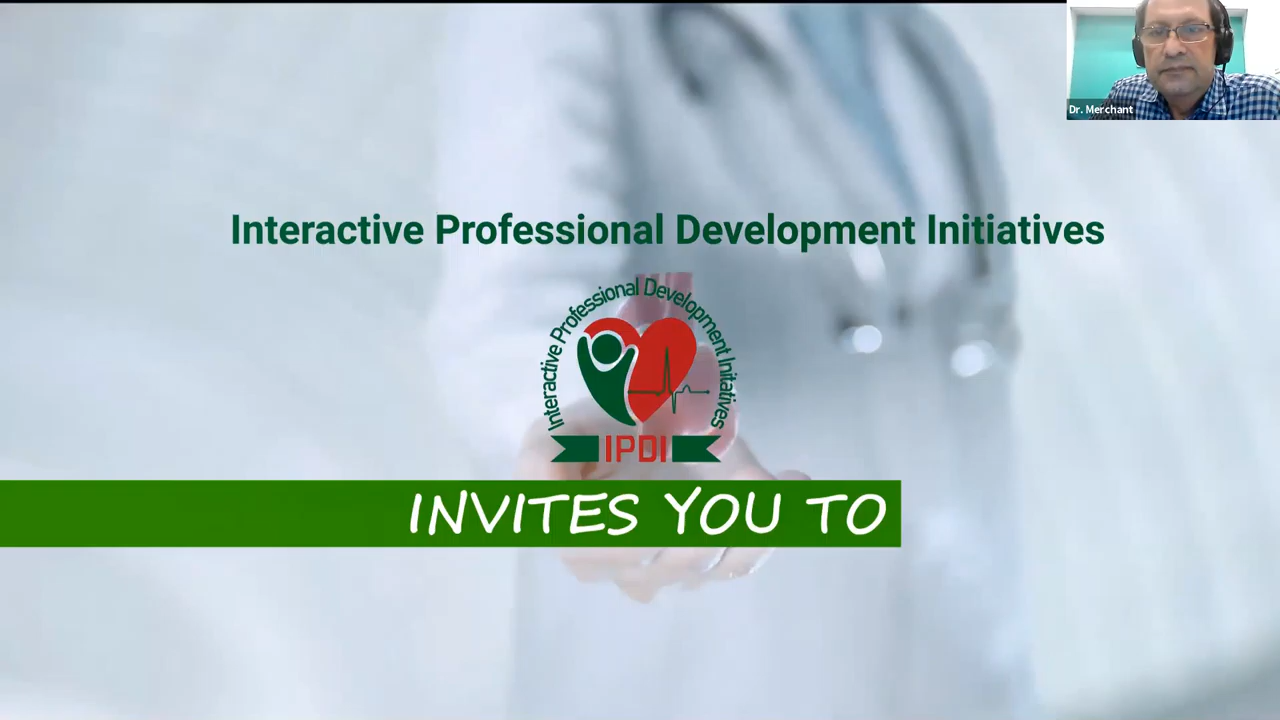 Dr. Merchant
Interactive Professional Development Initiatives
Interactive Professional Development Initiatives
IPDI
INVITES YOU TO